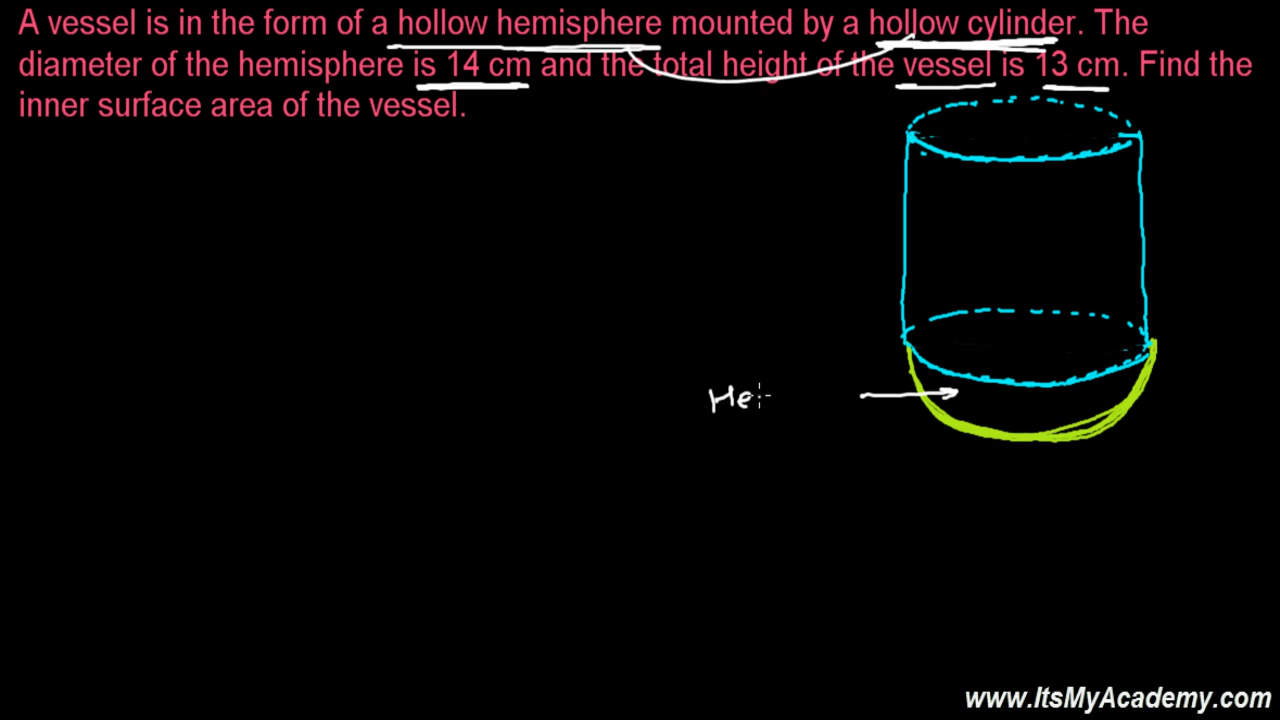 A vessel is in the form of a hollow hemisphere mounted by a hollow cylinder. The
diameter of the hemisphere is 14 cm and the total height of the vessel is 13 cm. Find the
inner surface area of the vessel.
He
www.ItsMyAcademy.com